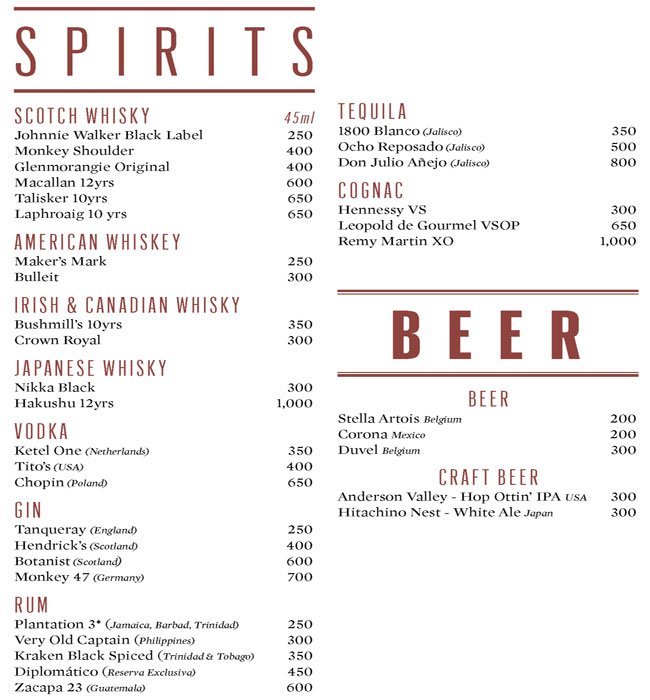 SPIRITS
SCOTCH WHISKY 45ml
Johnnie Walker Black Label 250
Monkey Shoulder 400
Glenmorangie Original 400
Macallan 12yrs 600
Talisker 10yrs 650
Laphroaig 10 yrs 650
AMERICAN WHISKEY
Maker's Mark 250
Bulleit 300
IRISH & CANADIAN WHISKY
Bushmill's 10yrs 350
Crown Royal 300
JAPANESE WHISKY
Nikka Black 300
Hakushu 12yrs 1,000
VODKA
Ketel One (Netherlands) 350
Tito's (USA) 400
Chopin (Poland) 650
GIN
Tanqueray (England) 250
Hendrick's (Scotland) 400
Botanist (Scotland) 600
Monkey 47 (Germany) 700
RUM
Plantation 3* (Jamaica, Barbad, Trinidad) 250
Very Old Captain (Philippines) 300
Kraken Black Spiced (Trinidad & Tobago) 350
Diplomático (Reserva Exclusiva) 450
Zacapa 23 (Guatemala) 600
TEQUILA
1800 Blanco (Jalisco) 350
Ocho Reposado (Jalisco) 500
Don Julio Añejo (Jalisco) 800
COGNAC
Hennessy VS 300
Leopold de Gourmel VSOP 650
Remy Martin XO 1,000
BEER
BEER
Stella Artois Belgium 200
Corona Mexico 200
Duvel Belgium 300
CRAFT BEER
Anderson Valley - Hop Ottin' IPA USA 300
Hitachino Nest - White Ale Japan 300